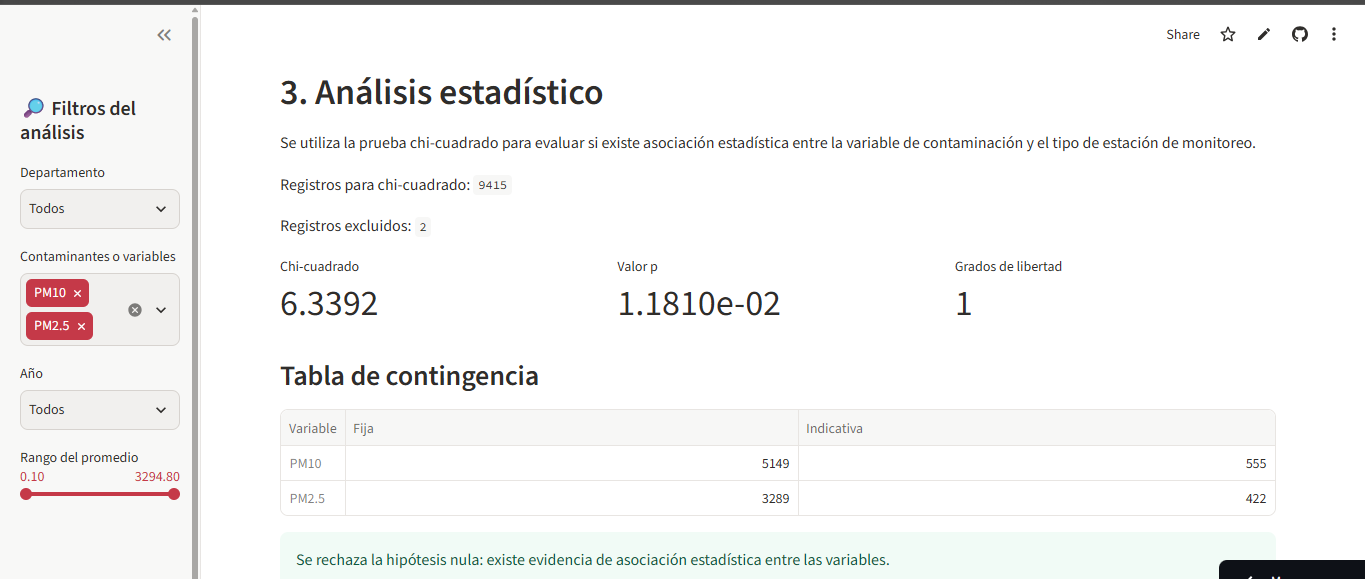 Share
🔎 Filtros del
análisis
Departamento
Todos
Contaminantes o variables
PM10 ×
PM2.5 ×
Año
Todos
Rango del promedio
0.10 3294.80
3. Análisis estadístico
Se utiliza la prueba chi-cuadrado para evaluar si existe asociación estadística entre la variable de contaminación y el tipo de estación de monitoreo.
Registros para chi-cuadrado: 9415
Registros excluidos: 2
Chi-cuadrado Valor p Grados de libertad
6.3392 1.1810e-02 1
Tabla de contingencia
Variable Fija Indicativa
PM10 5149 555
PM2.5 3289 422
Se rechaza la hipótesis nula: existe evidencia de asociación estadística entre las variables.